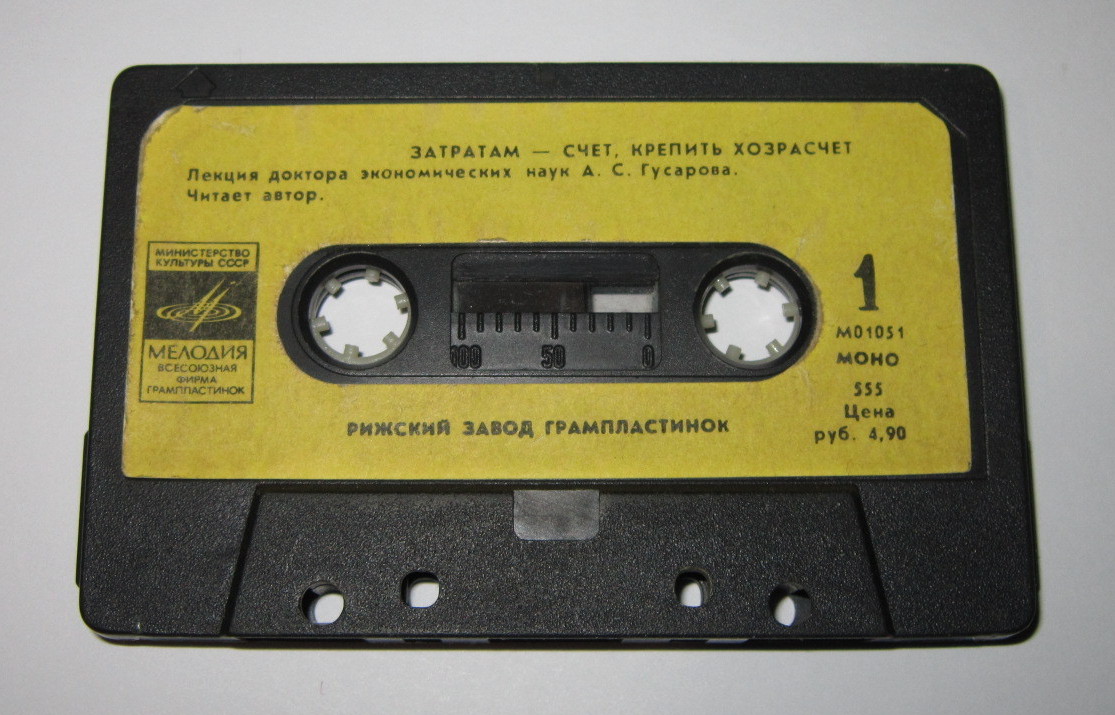 ЗАТРАТАМ — СЧЕТ, КРЕПИТЬ ХОЗРАСЧЕТ
Лекция доктора экономических наук А. С. Гусарова.
Читает автор.
МИНИСТЕРСТВО
КУЛЬТУРЫ СССР
МЕЛОДИЯ
ВСЕСОЮЗНАЯ
ФИРМА
ГРАМПЛАСТИНОК
100 50 0
1
М01051
МОНО
555
Цена
руб. 4,90
РИЖСКИЙ ЗАВОД ГРАМПЛАСТИНОК